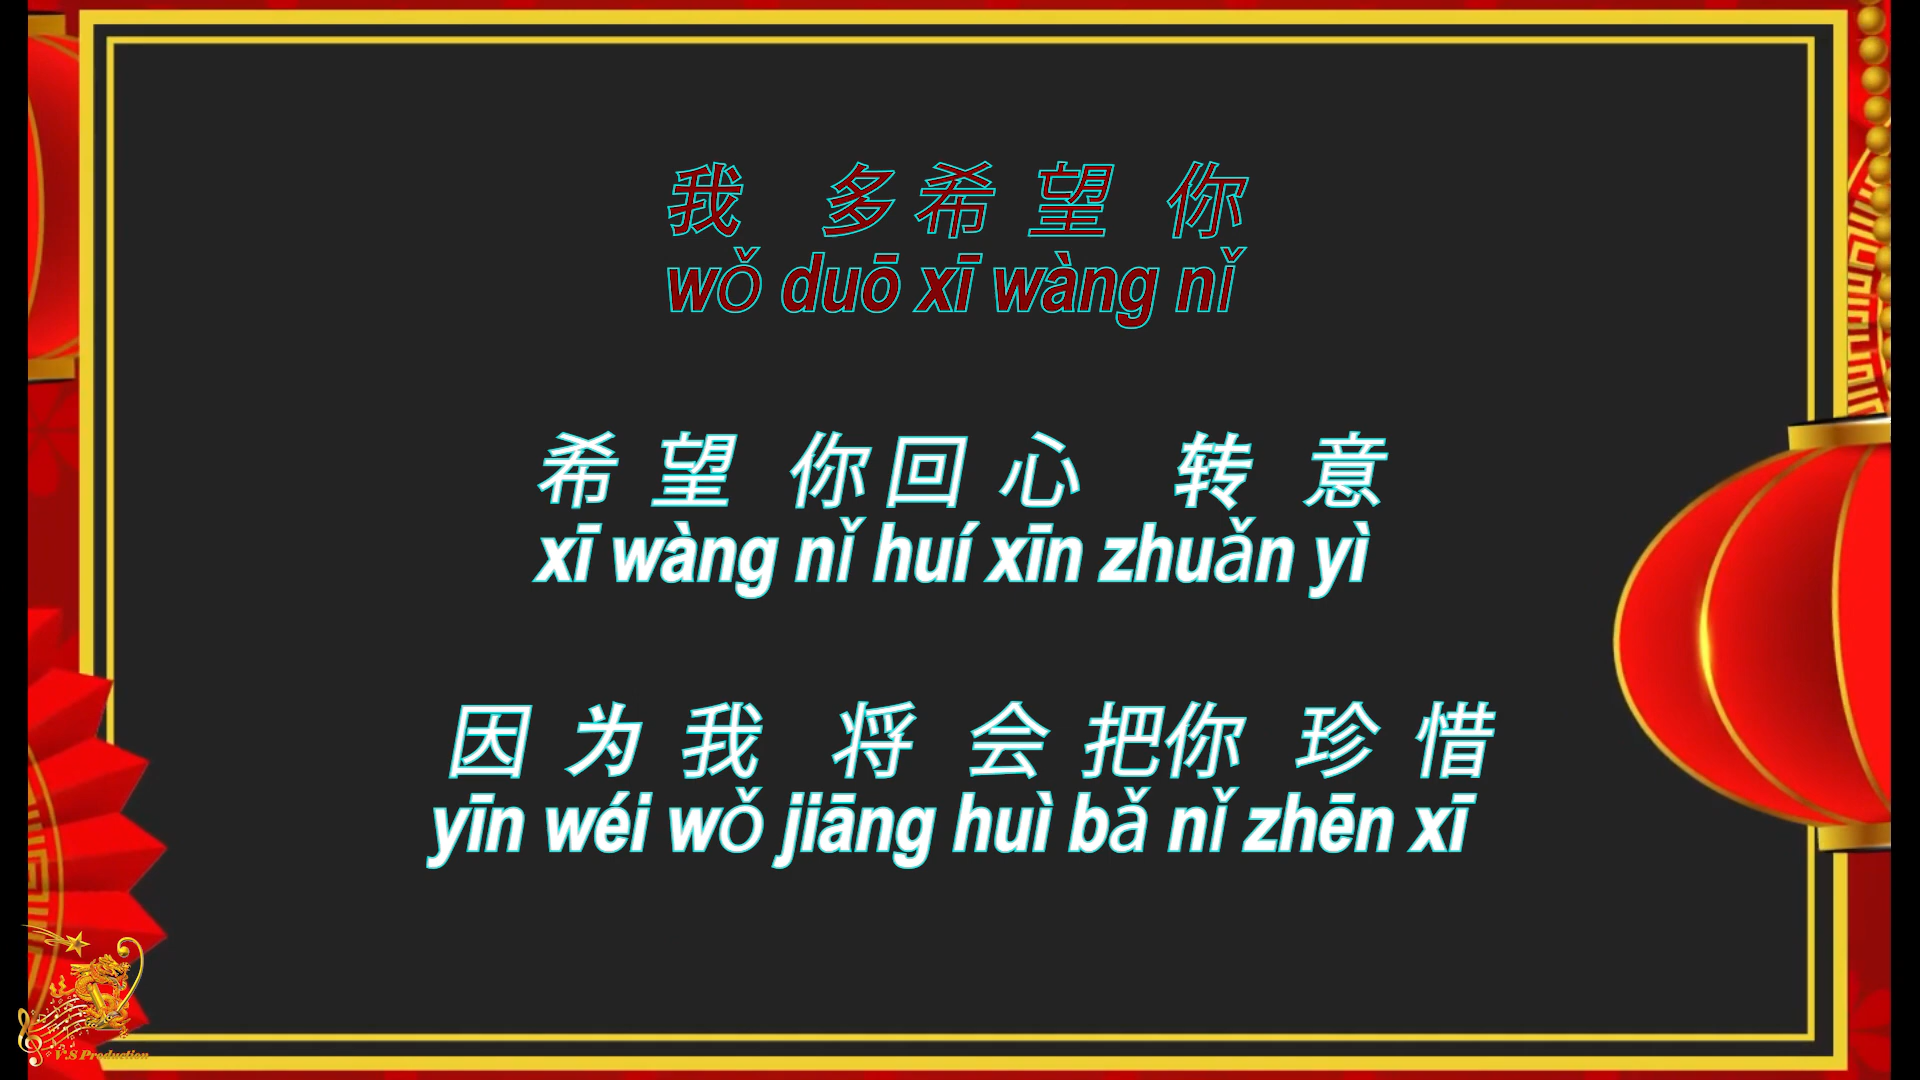 我 多希 望 你
wǒ duō xī wàng nǐ
希 望 你回 心 转 意
xī wàng nǐ huí xīn zhuǎn yì
因 为 我 将 会 把你 珍 惜
yīn wéi wǒ jiāng huì bǎ nǐ zhēn xī
V.S Production